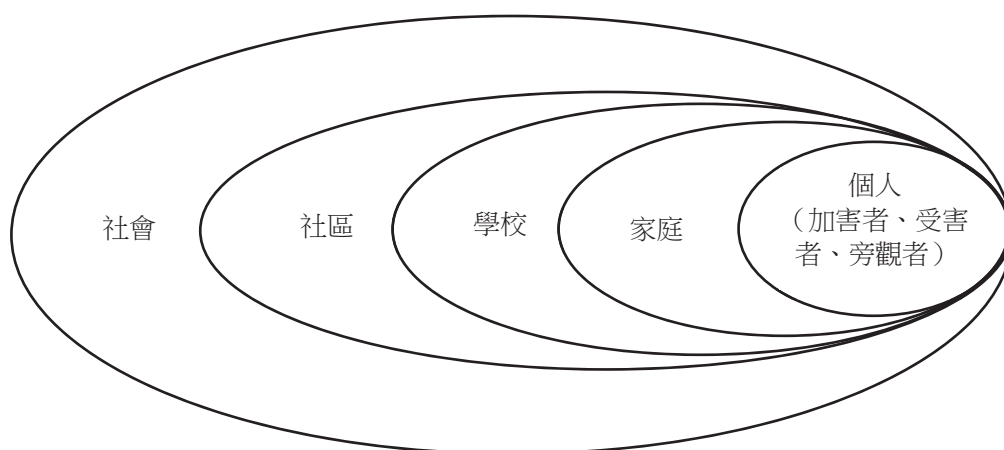 社會
社區
學校
家庭
個人
（加害者、受害
者、旁觀者）